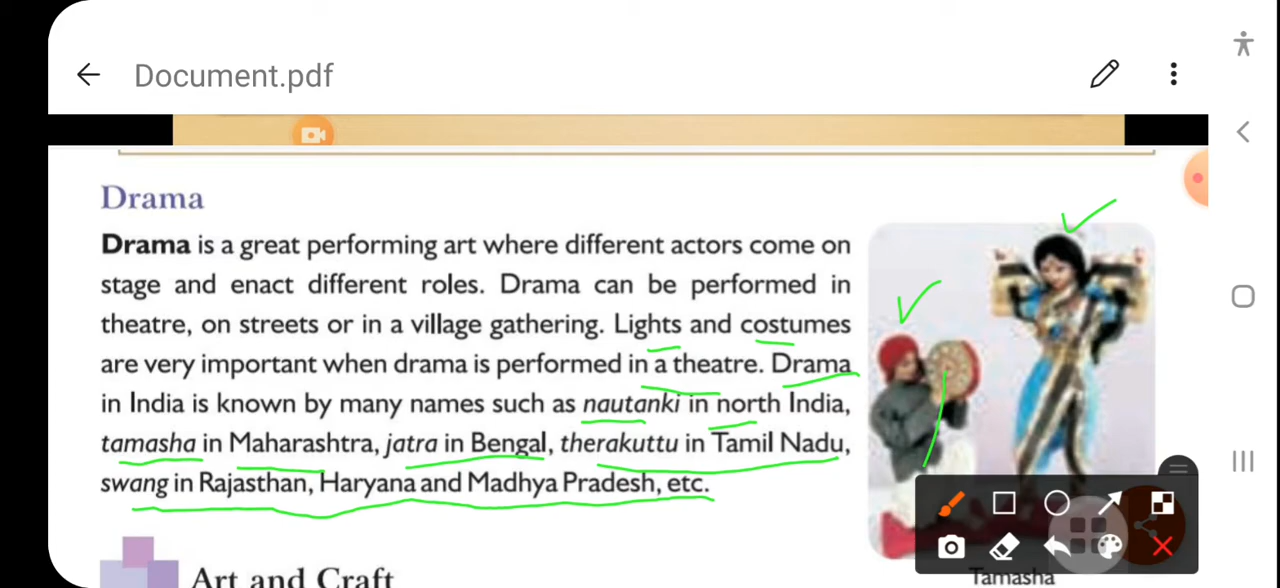 Document.pdf
Drama
Drama is a great performing art where different actors come on
stage and enact different roles. Drama can be performed in
theatre, on streets or in a village gathering. Lights and costumes
are very important when drama is performed in a theatre. Drama
in India is known by many names such as nautanki in north India,
tamasha in Maharashtra, jatra in Bengal, therakuttu in Tamil Nadu,
swang in Rajasthan, Haryana and Madhya Pradesh, etc.
Tamasha
Art and Craft